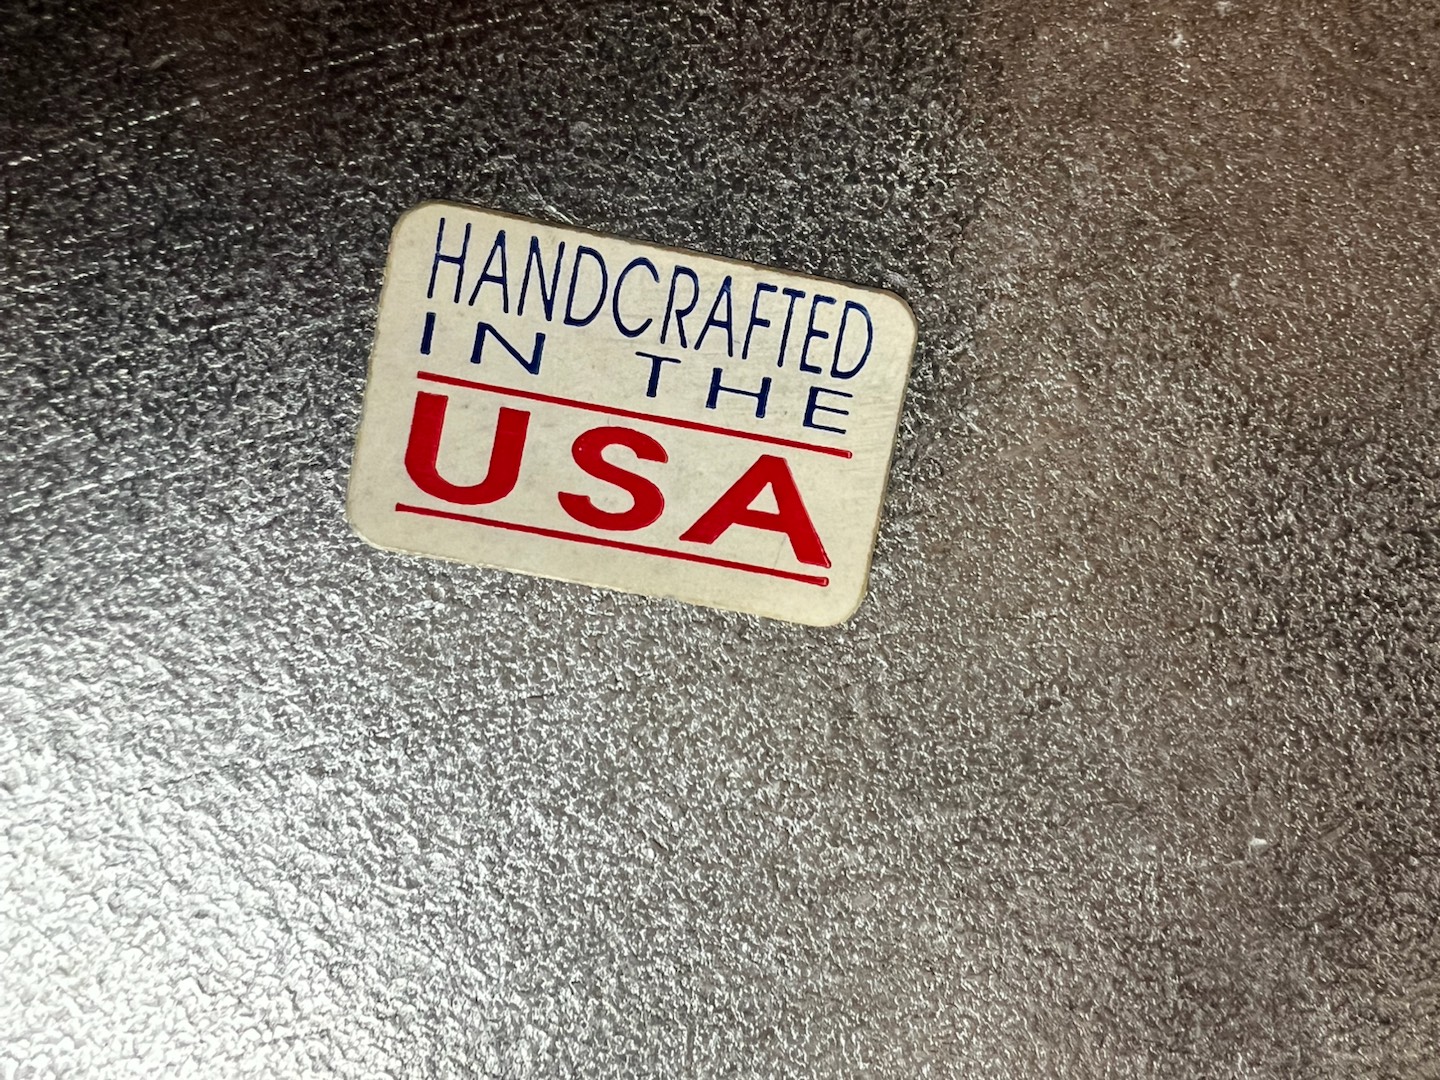 HANDCRAFTED
IN THE
USA